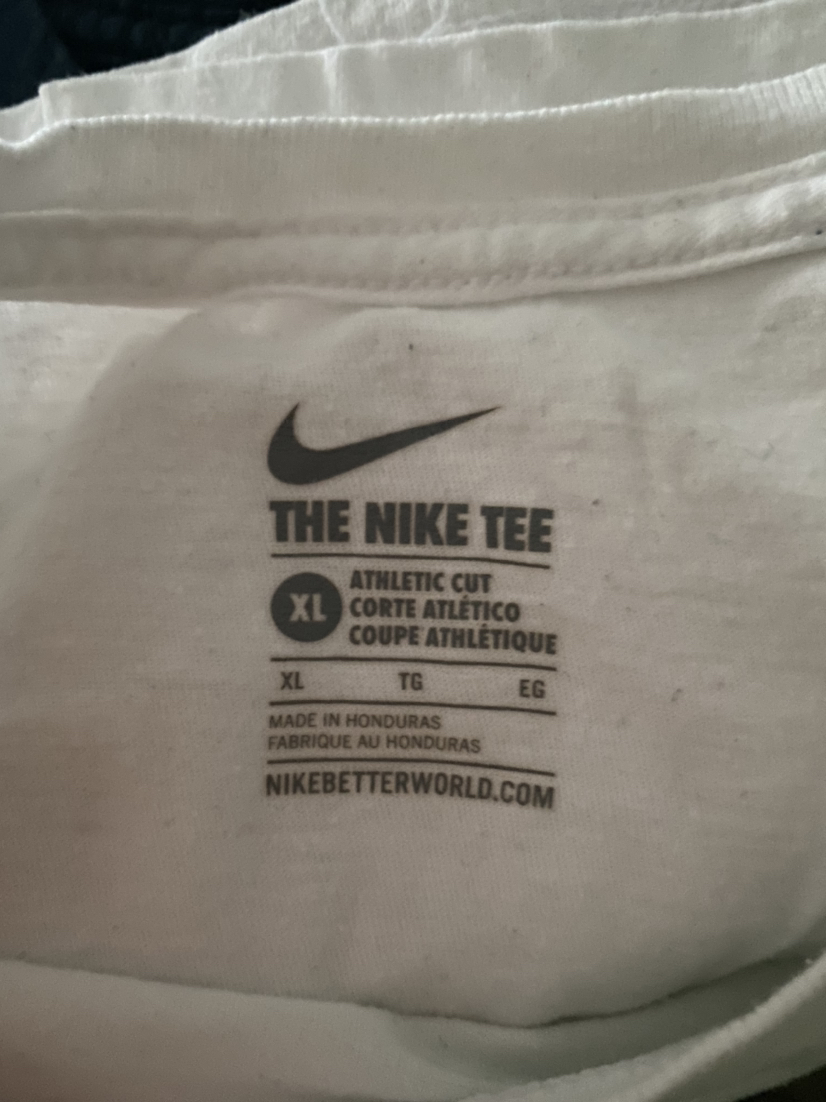 THE NIKE TEE
XL
ATHLETIC CUT
CORTE ATLÉTICO
COUPE ATHLÉTIQUE
XL TG EG
MADE IN HONDURAS
FABRIQUE AU HONDURAS
NIKEBETTERWORLD.COM